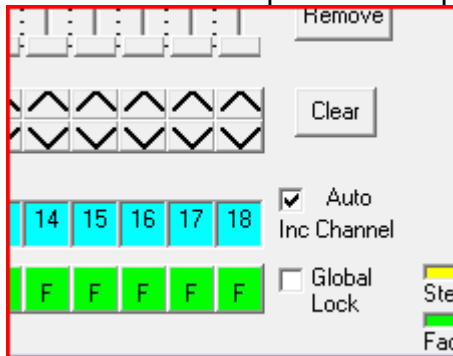 Remove
Clear
14 15 16 17 18
Auto
Inc Channel
F F F F F
Global
Lock
Ste
Fac